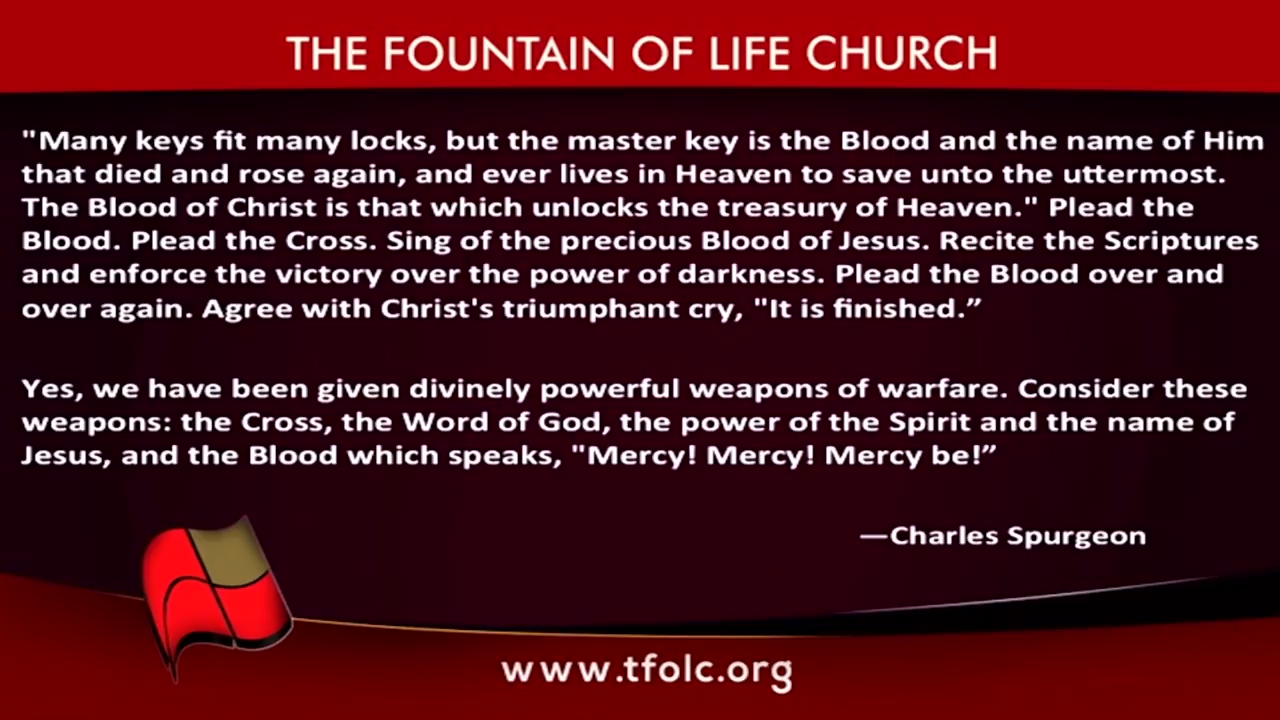 THE FOUNTAIN OF LIFE CHURCH
"Many keys fit many locks, but the master key is the Blood and the name of Him
that died and rose again, and ever lives in Heaven to save unto the uttermost.
The Blood of Christ is that which unlocks the treasury of Heaven." Plead the
Blood. Plead the Cross. Sing of the precious Blood of Jesus. Recite the Scriptures
and enforce the victory over the power of darkness. Plead the Blood over and
over again. Agree with Christ's triumphant cry, "It is finished.”
Yes, we have been given divinely powerful weapons of warfare. Consider these
weapons: the Cross, the Word of God, the power of the Spirit and the name of
Jesus, and the Blood which speaks, "Mercy! Mercy! Mercy be!”
—Charles Spurgeon
www.tfolc.org